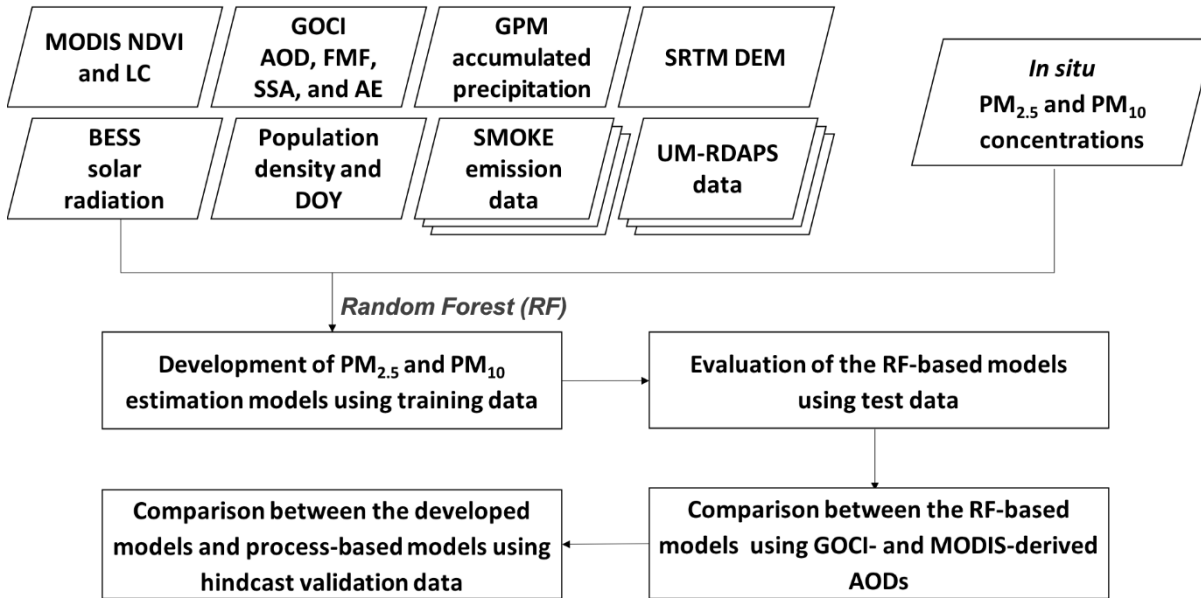 MODIS NDVI
and LC
GOCI
AOD, FMF,
SSA, and AE
GPM
accumulated
precipitation
SRTM DEM
In situ
PM2.5 and PM10
concentrations
BESS
solar
radiation
Population
density and
DOY
SMOKE
emission
data
UM-RDAPS
data
Random Forest (RF)
Development of PM2.5 and PM10
estimation models using training data
Evaluation of the RF-based models
using test data
Comparison between the developed
models and process-based models using
hindcast validation data
Comparison between the RF-based
models using GOCI- and MODIS-derived
AODs